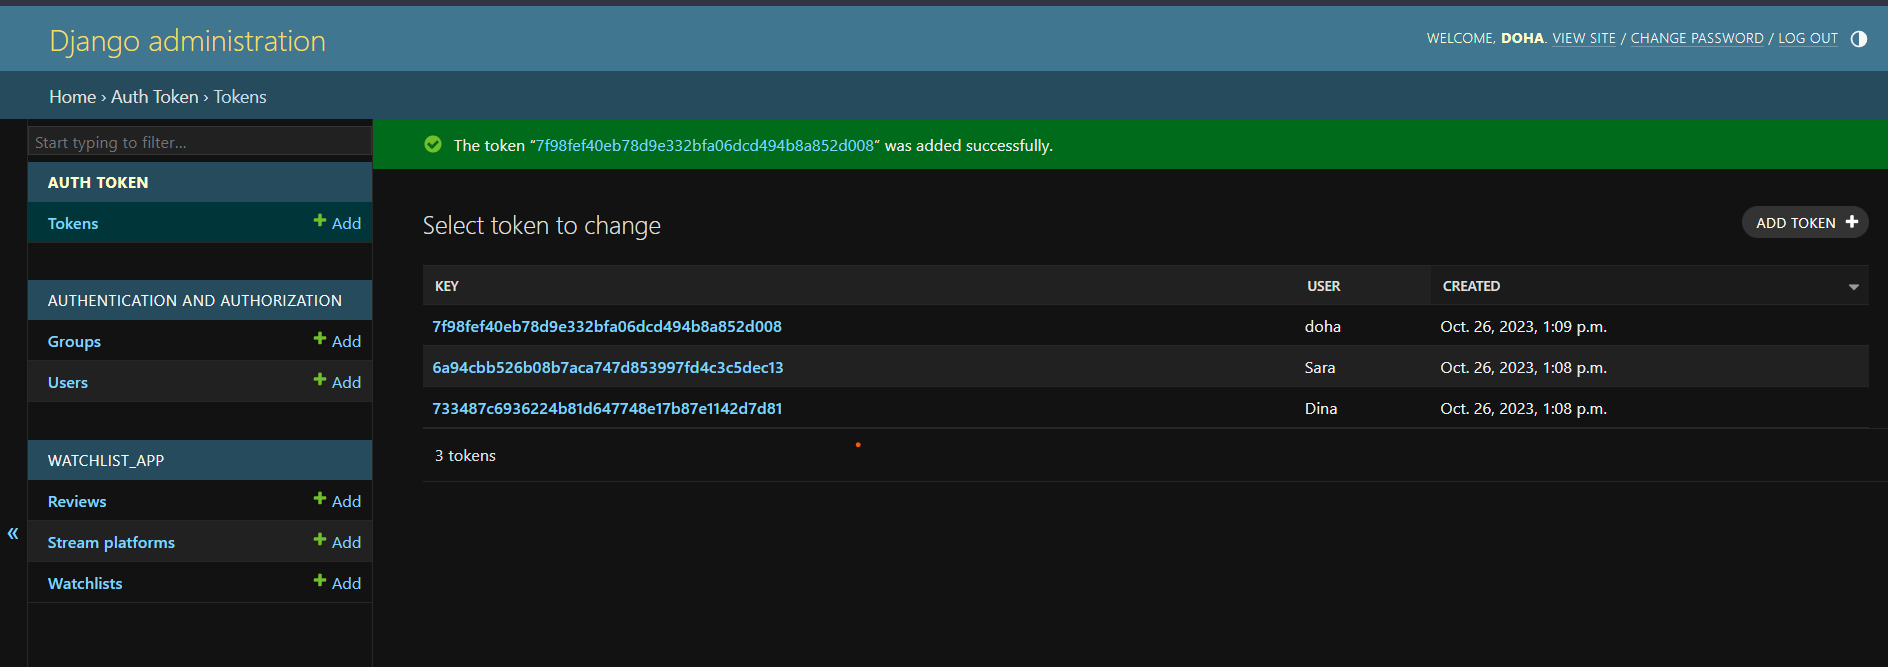 Django administration
WELCOME, DOHA. VIEW SITE / CHANGE PASSWORD / LOG OUT
Home › Auth Token › Tokens
Start typing to filter...
AUTH TOKEN
Tokens + Add
AUTHENTICATION AND AUTHORIZATION
Groups + Add
Users + Add
WATCHLIST_APP
Reviews + Add
Stream platforms + Add
Watchlists + Add
«
The token “7f98fef40eb78d9e332bfa06dcd494b8a852d008” was added successfully.
Select token to change
ADD TOKEN +
KEY USER CREATED
7f98fef40eb78d9e332bfa06dcd494b8a852d008 doha Oct. 26, 2023, 1:09 p.m.
6a94cbb526b08b7aca747d853997fd4c3c5dec13 Sara Oct. 26, 2023, 1:08 p.m.
733487c6936224b81d647748e17b87e1142d7d81 Dina Oct. 26, 2023, 1:08 p.m.
3 tokens